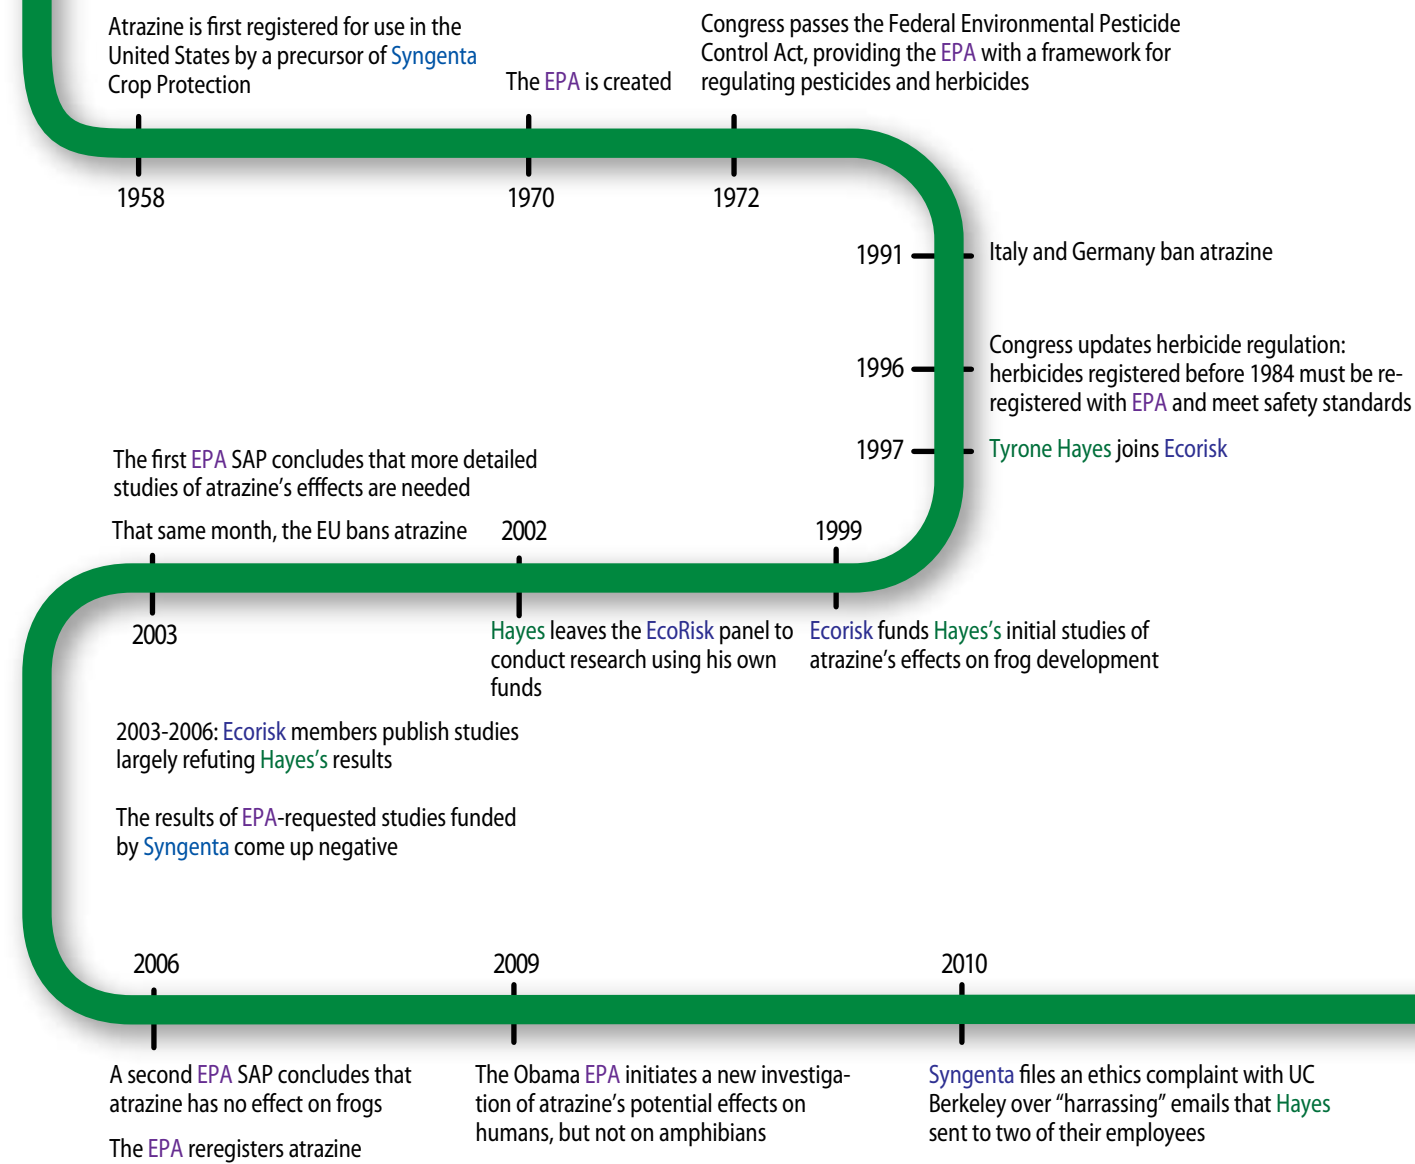 Atrazine is first registered for use in the
United States by a precursor of Syngenta
Crop Protection
1958
The EPA is created
1970
Congress passes the Federal Environmental Pesticide
Control Act, providing the EPA with a framework for
regulating pesticides and herbicides
1972
1991
Italy and Germany ban atrazine
1996
Congress updates herbicide regulation:
herbicides registered before 1984 must be re-
registered with EPA and meet safety standards
1997
Tyrone Hayes joins Ecorisk
1999
Ecorisk funds Hayes's initial studies of
atrazine's effects on frog development
2002
Hayes leaves the EcoRisk panel to
conduct research using his own
funds
The first EPA SAP concludes that more detailed
studies of atrazine's efffects are needed
That same month, the EU bans atrazine
2003
2003-2006: Ecorisk members publish studies
largely refuting Hayes's results
The results of EPA-requested studies funded
by Syngenta come up negative
2006
A second EPA SAP concludes that
atrazine has no effect on frogs
The EPA reregisters atrazine
2009
The Obama EPA initiates a new investiga-
tion of atrazine's potential effects on
humans, but not on amphibians
2010
Syngenta files an ethics complaint with UC
Berkeley over “harrassing” emails that Hayes
sent to two of their employees